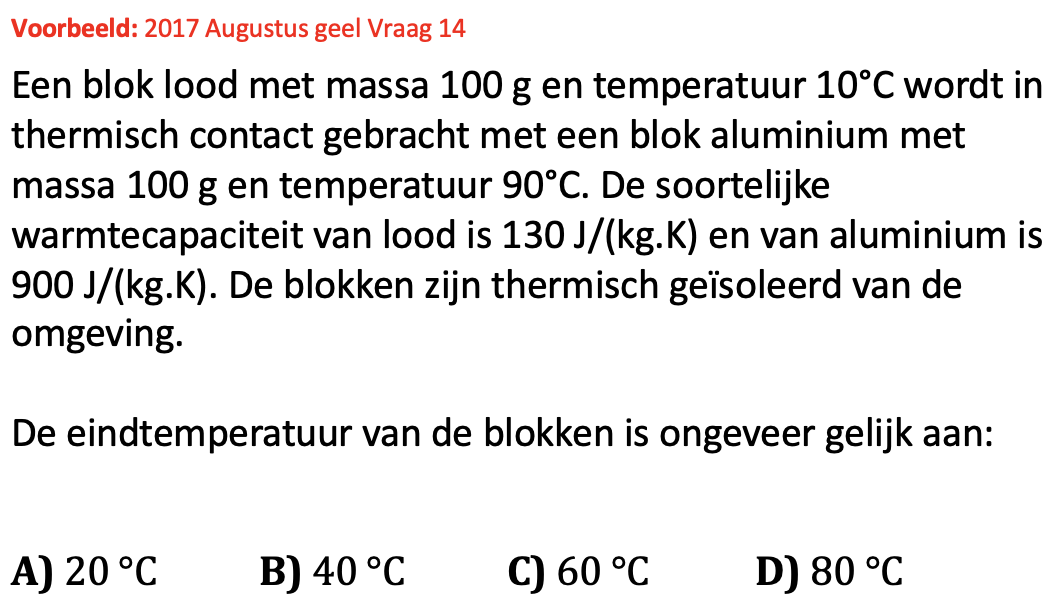 Voorbeeld: 2017 Augustus geel Vraag 14
Een blok lood met massa 100 g en temperatuur 10°C wordt in
thermisch contact gebracht met een blok aluminium met
massa 100 g en temperatuur 90°C. De soortelijke
warmtecapaciteit van lood is 130 J/(kg.K) en van aluminium is
900 J/(kg.K). De blokken zijn thermisch geïsoleerd van de
omgeving.
De eindtemperatuur van de blokken is ongeveer gelijk aan:
A) 20 °C B) 40 °C C) 60 °C D) 80 °C